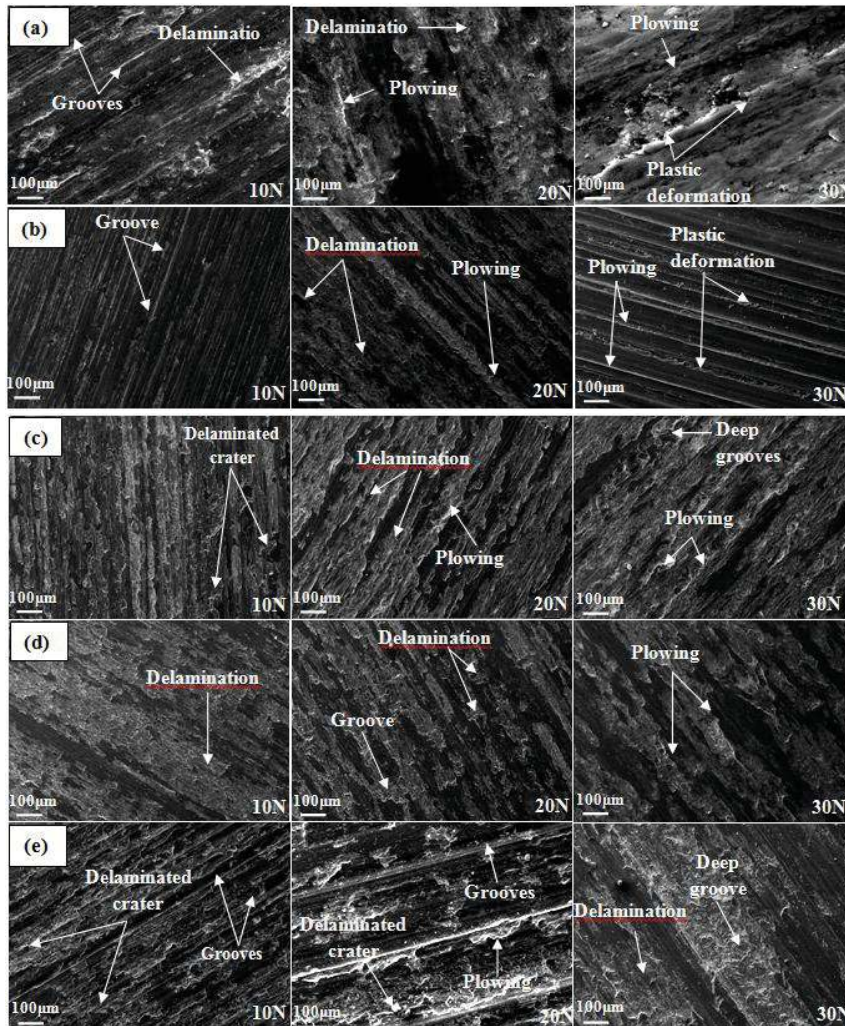 (a)
Delaminatio
Grooves
100µm
10N
Delaminatio
Plowing
100µm
20N
Plowing
Plastic
deformation
100µm
30N
(b)
Groove
100µm
10N
Delamination
Plowing
100µm
20N
Plastic
deformation
Plowing
100µm
30N
(c)
Delaminated
crater
100µm
10N
Delamination
Plowing
100µm
20N
Deep
grooves
Plowing
100µm
30N
(d)
Delamination
100µm
10N
Delamination
Groove
100µm
20N
Plowing
100µm
30N
(e)
Delaminated
crater
Grooves
100µm
10N
Grooves
Delaminated
crater
Plowing
100µm
20N
Deep
groove
Delamination
100µm
30N